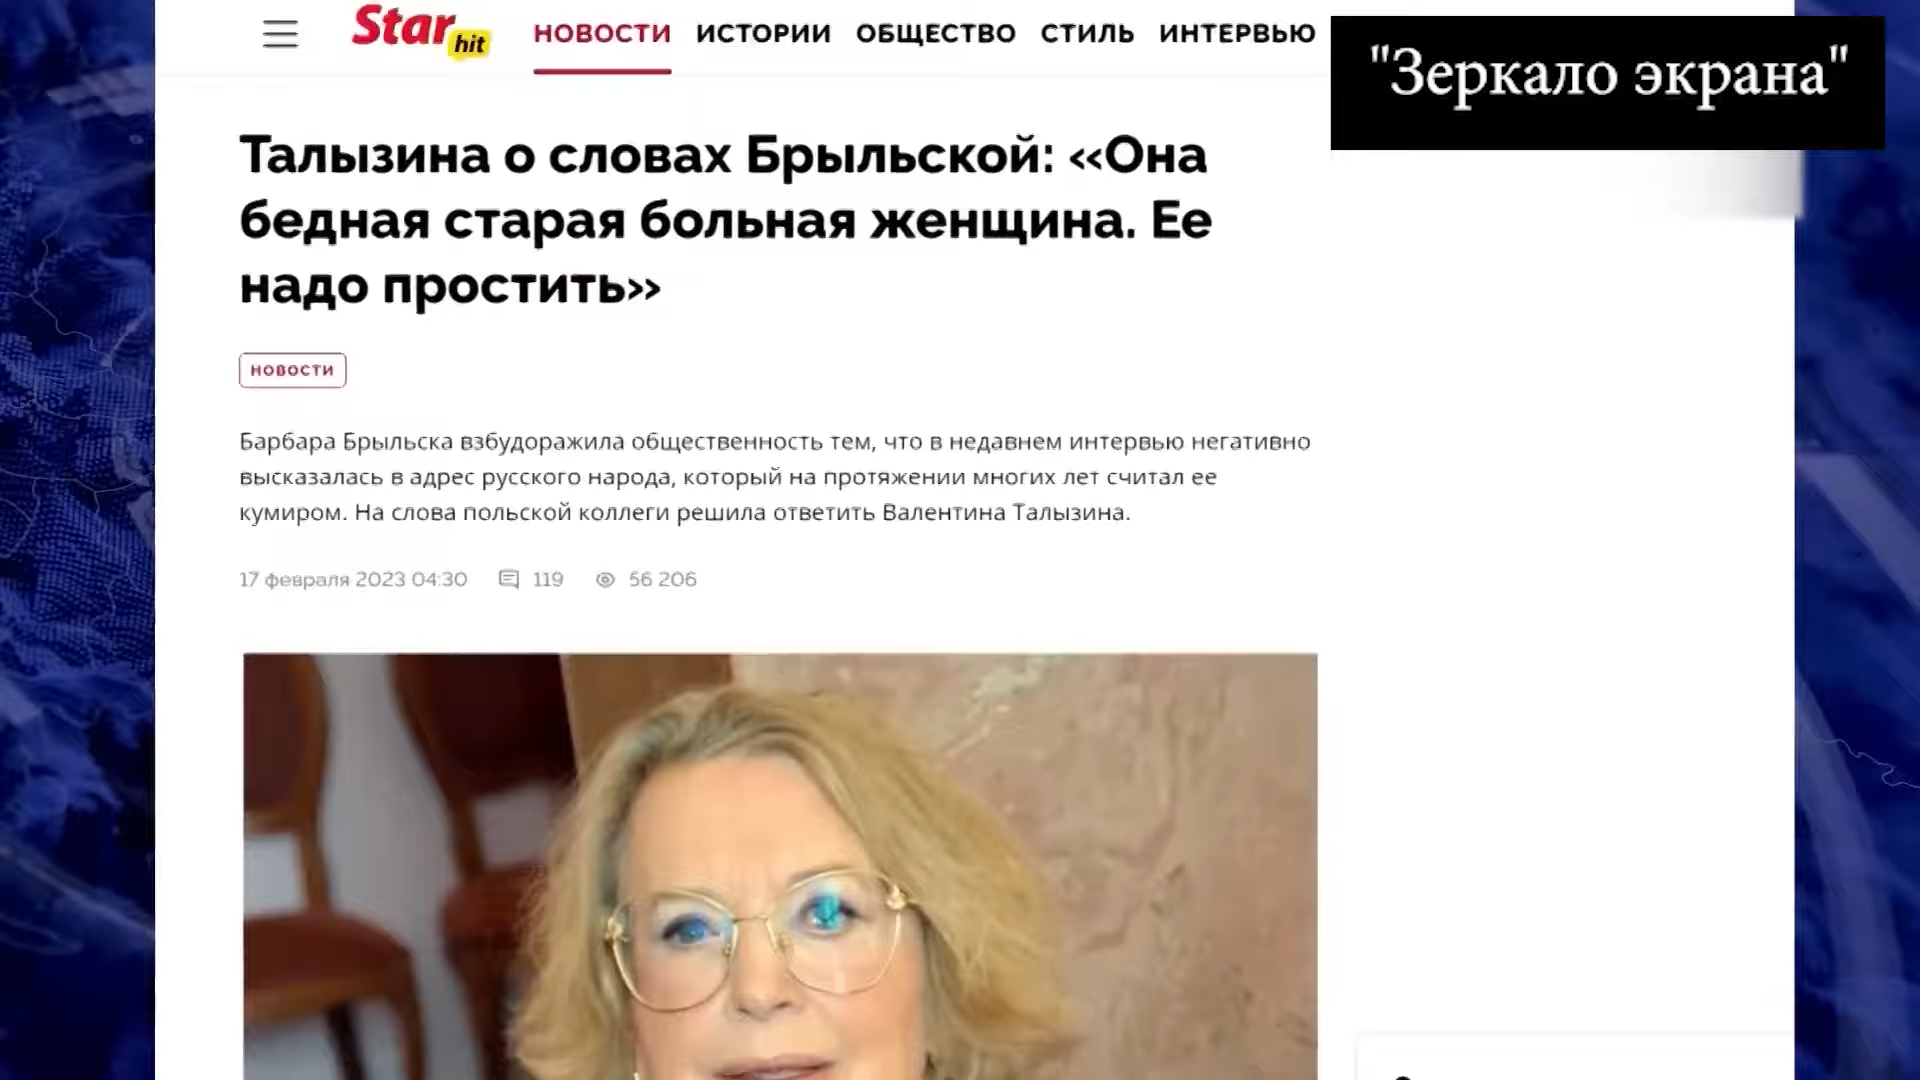 Star hit
НОВОСТИ ИСТОРИИ ОБЩЕСТВО СТИЛЬ ИНТЕРВЬЮ
"Зеркало экрана"
Талызина о словах Брыльской: «Она
бедная старая больная женщина. Ее
надо простить»
НОВОСТИ
Барбара Брыльска взбудоражила общественность тем, что в недавнем интервью негативно
высказалась в адрес русского народа, который на протяжении многих лет считал ее
кумиром. На слова польской коллеги решила ответить Валентина Талызина.
17 февраля 2023 04:30 119 56 206